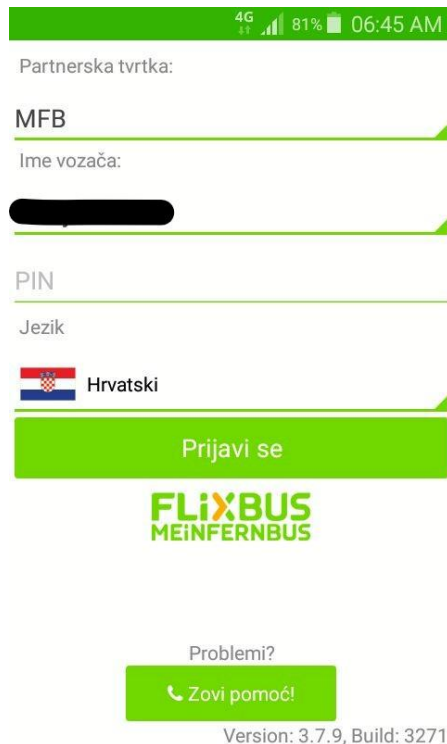 4G 81% 06:45 AM
Partnerska tvrtka:
MFB
Ime vozača:
PIN
Jezik
Hrvatski
Prijavi se
FLiXBUS
MEiNFERNBUS
Problemi?
Zovi pomoć!
Version: 3.7.9, Build: 3271